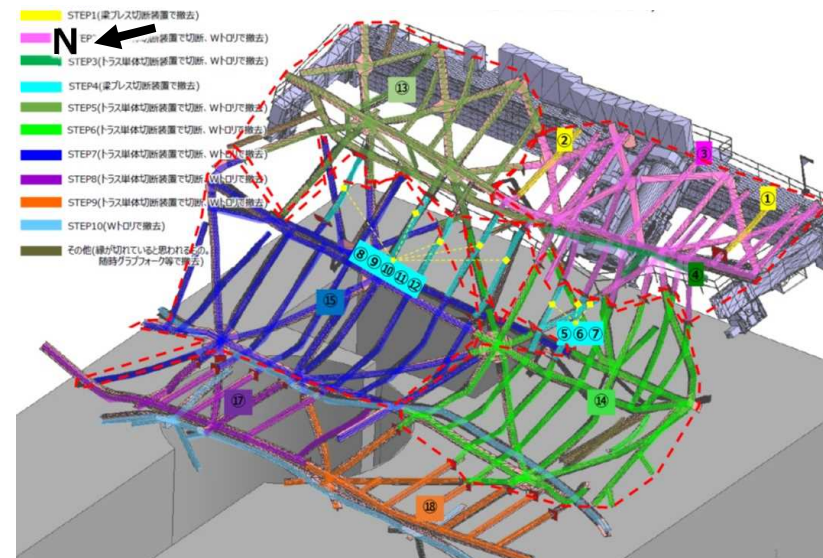 STEP1(梁プレス切断装置で撤去)
N
STEP3(トラス単体切断装置で切断、Wトロリで撤去)
STEP4(梁プレス切断装置で撤去)
STEP5(トラス単体切断装置で切断、Wトロリで撤去)
STEP6(トラス単体切断装置で切断、Wトロリで撤去)
STEP7(トラス単体切断装置で切断、Wトロリで撤去)
STEP8(トラス単体切断装置で切断、Wトロリで撤去)
STEP9(トラス単体切断装置で切断、Wトロリで撤去)
STEP10(Wトロリで撤去)
その他(縁が切れていると思われるもの。
随時グラブフォーク等で撤去)
⑬
②
3
①
4
⑧⑨⑩⑪⑫
⑮
⑤⑥⑦
⑰
⑭
⑱